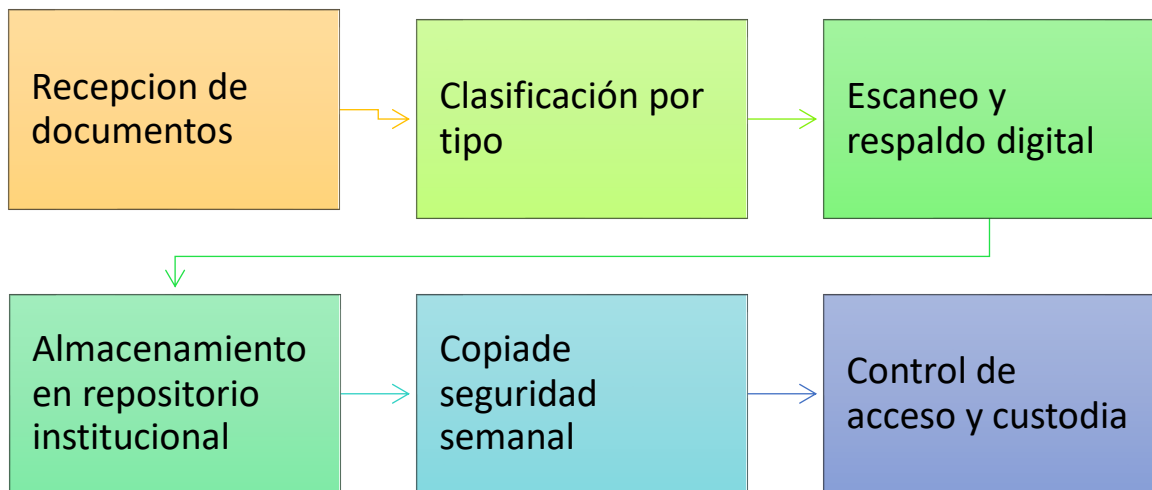 Recepcion de
documentos
Clasificación por
tipo
Escaneo y
respaldo digital
Almacenamiento
en repositorio
institucional
Copiade
seguridad
semanal
Control de
acceso y custodia